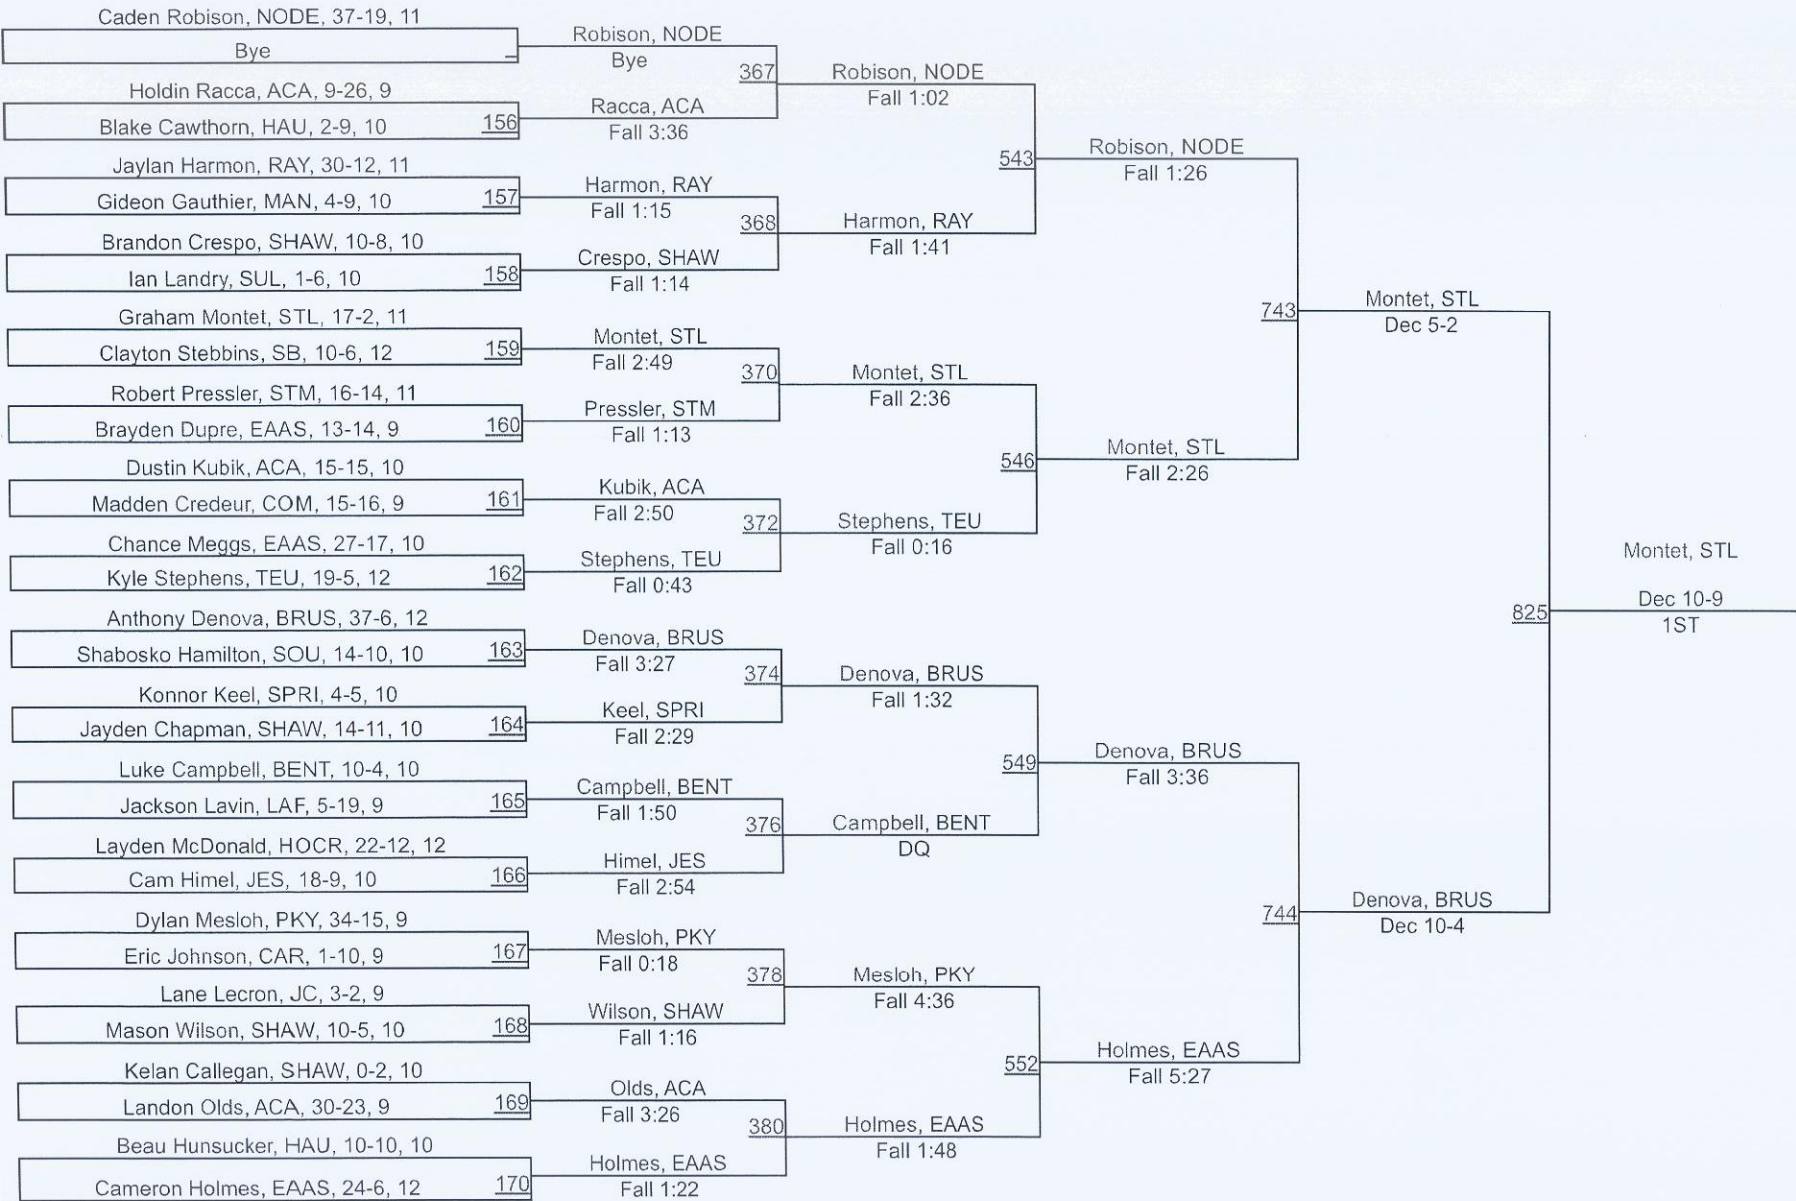 Caden Robison, NODE, 37-19, 11
Bye
Holdin Racca, ACA, 9-26, 9
Blake Cawthorn, HAU, 2-9, 10
156
Jaylan Harmon, RAY, 30-12, 11
Gideon Gauthier, MAN, 4-9, 10
157
Brandon Crespo, SHAW, 10-8, 10
Ian Landry, SUL, 1-6, 10
158
Graham Montet, STL, 17-2, 11
Clayton Stebbins, SB, 10-6, 12
159
Robert Pressler, STM, 16-14, 11
Brayden Dupre, EAAS, 13-14, 9
160
Dustin Kubik, ACA, 15-15, 10
Madden Credeur, COM, 15-16, 9
161
Chance Meggs, EAAS, 27-17, 10
Kyle Stephens, TEU, 19-5, 12
162
Anthony Denova, BRUS, 37-6, 12
Shabosko Hamilton, SOU, 14-10, 10
163
Konnor Keel, SPRI, 4-5, 10
Jayden Chapman, SHAW, 14-11, 10
164
Luke Campbell, BENT, 10-4, 10
Jackson Lavin, LAF, 5-19, 9
165
Layden McDonald, HOCR, 22-12, 12
Cam Himel, JES, 18-9, 10
166
Dylan Mesloh, PKY, 34-15, 9
Eric Johnson, CAR, 1-10, 9
167
Lane Lecron, JC, 3-2, 9
Mason Wilson, SHAW, 10-5, 10
168
Kelan Callegan, SHAW, 0-2, 10
Landon Olds, ACA, 30-23, 9
169
Beau Hunsucker, HAU, 10-10, 10
Cameron Holmes, EAAS, 24-6, 12
170
Robison, NODE
Bye
367
Racca, ACA
Fall 3:36
Harmon, RAY
Fall 1:15
368
Crespo, SHAW
Fall 1:14
Montet, STL
Fall 2:49
370
Pressler, STM
Fall 1:13
Kubik, ACA
Fall 2:50
372
Stephens, TEU
Fall 0:43
Denova, BRUS
Fall 3:27
374
Keel, SPRI
Fall 2:29
Campbell, BENT
Fall 1:50
376
Himel, JES
Fall 2:54
Mesloh, PKY
Fall 0:18
378
Wilson, SHAW
Fall 1:16
Olds, ACA
Fall 3:26
380
Holmes, EAAS
Fall 1:22
Robison, NODE
Fall 1:02
543
Harmon, RAY
Fall 1:41
Montet, STL
Fall 2:36
546
Stephens, TEU
Fall 0:16
Denova, BRUS
Fall 1:32
549
Campbell, BENT
DQ
Mesloh, PKY
Fall 4:36
552
Holmes, EAAS
Fall 1:48
Robison, NODE
Fall 1:26
743
Montet, STL
Fall 2:26
Denova, BRUS
Fall 3:36
744
Holmes, EAAS
Fall 5:27
Montet, STL
Dec 5-2
825
Denova, BRUS
Dec 10-4
Montet, STL
Dec 10-9
1ST